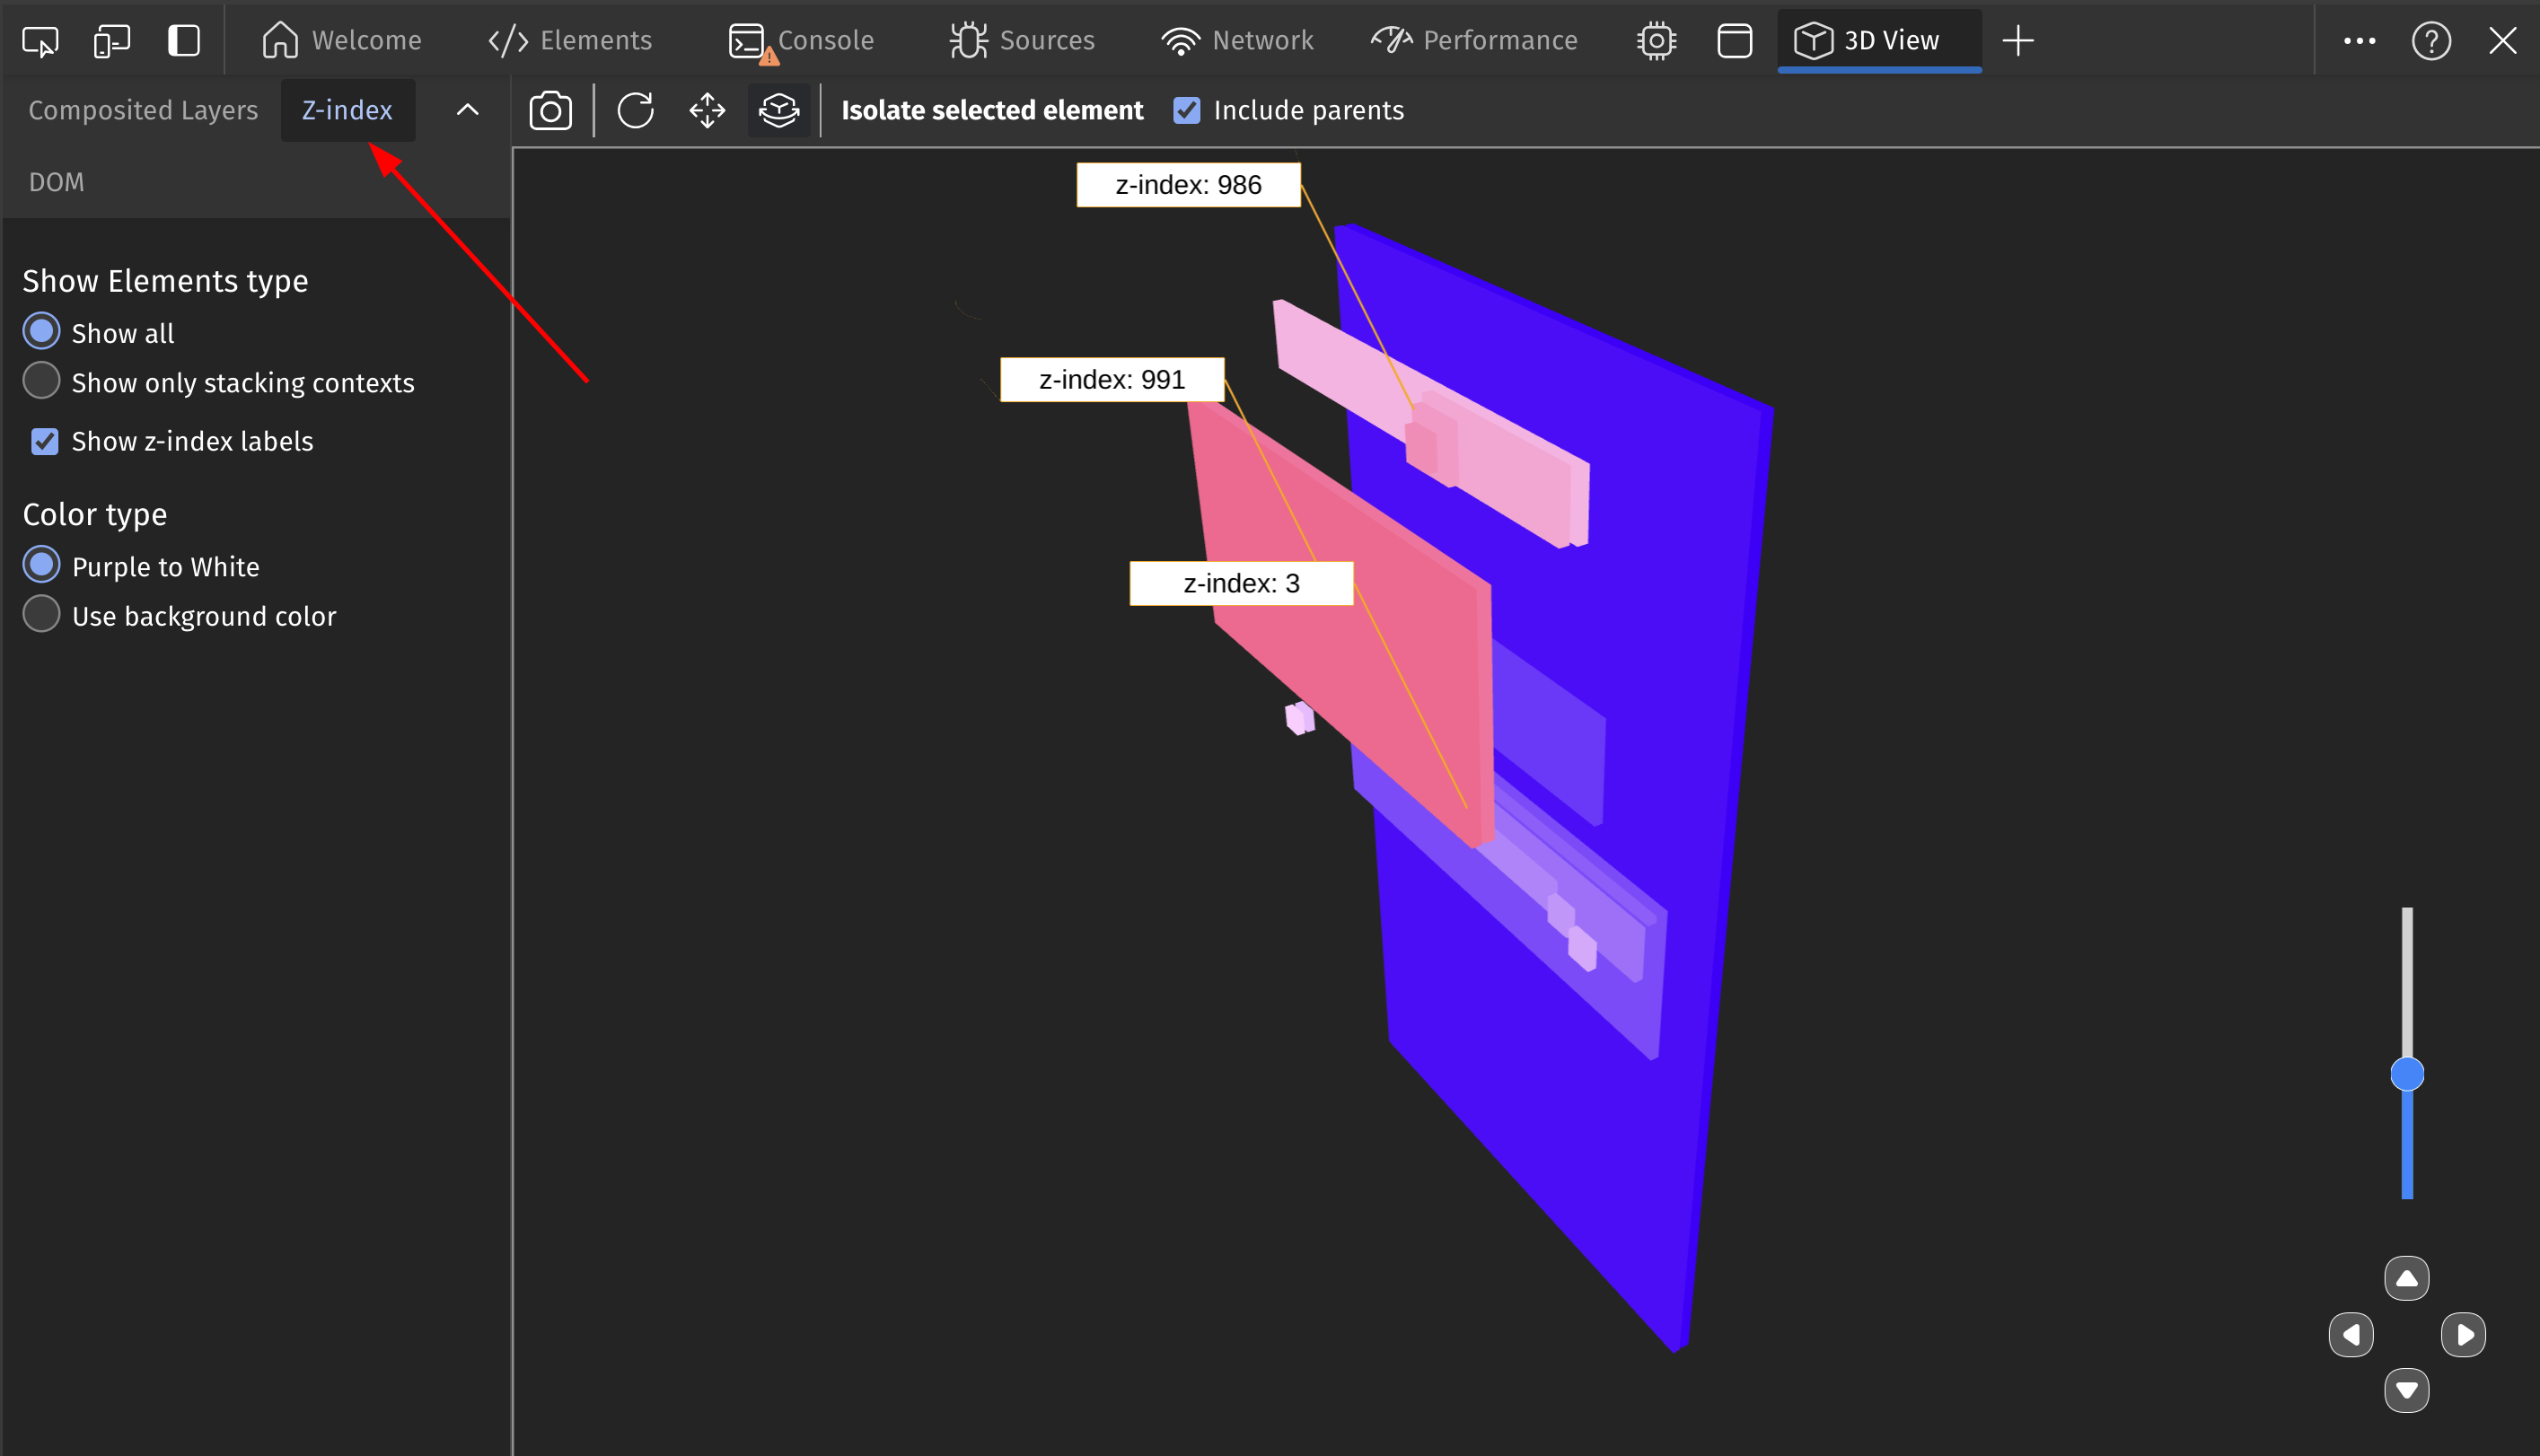 Welcome
Elements
Console
Sources
Network
Performance
3D View
Composited Layers
Z-index
Isolate selected element
Include parents
DOM
z-index: 986
Show Elements type
Show all
Show only stacking contexts
z-index: 991
Show z-index labels
Color type
Purple to White
z-index: 3
Use background color